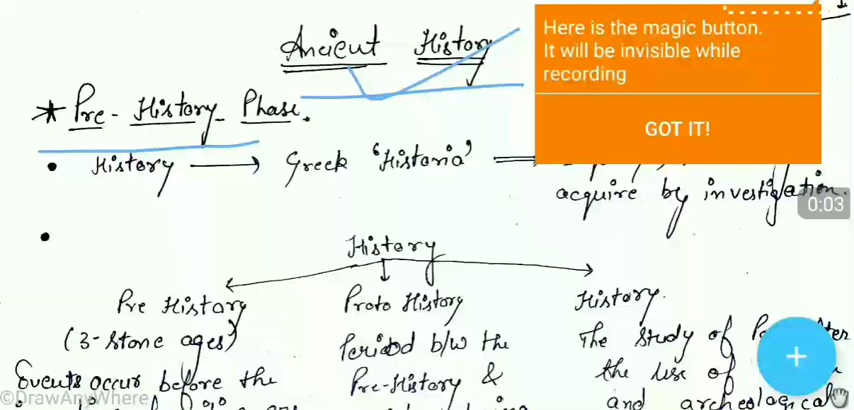 Ancient History
* Pre - History Phase.
• History → Greek 'Historia' ⇒
acquire by investigation.
•
History
Pre History
(3-stone ages)
Events occur before the
Proto History
Period b/w the
Pre-History &
History.
The study of
the use of
and archeological
Here is the magic button.
It will be invisible while
recording
GOT IT!
0:03
+
©DrawAnyWhere